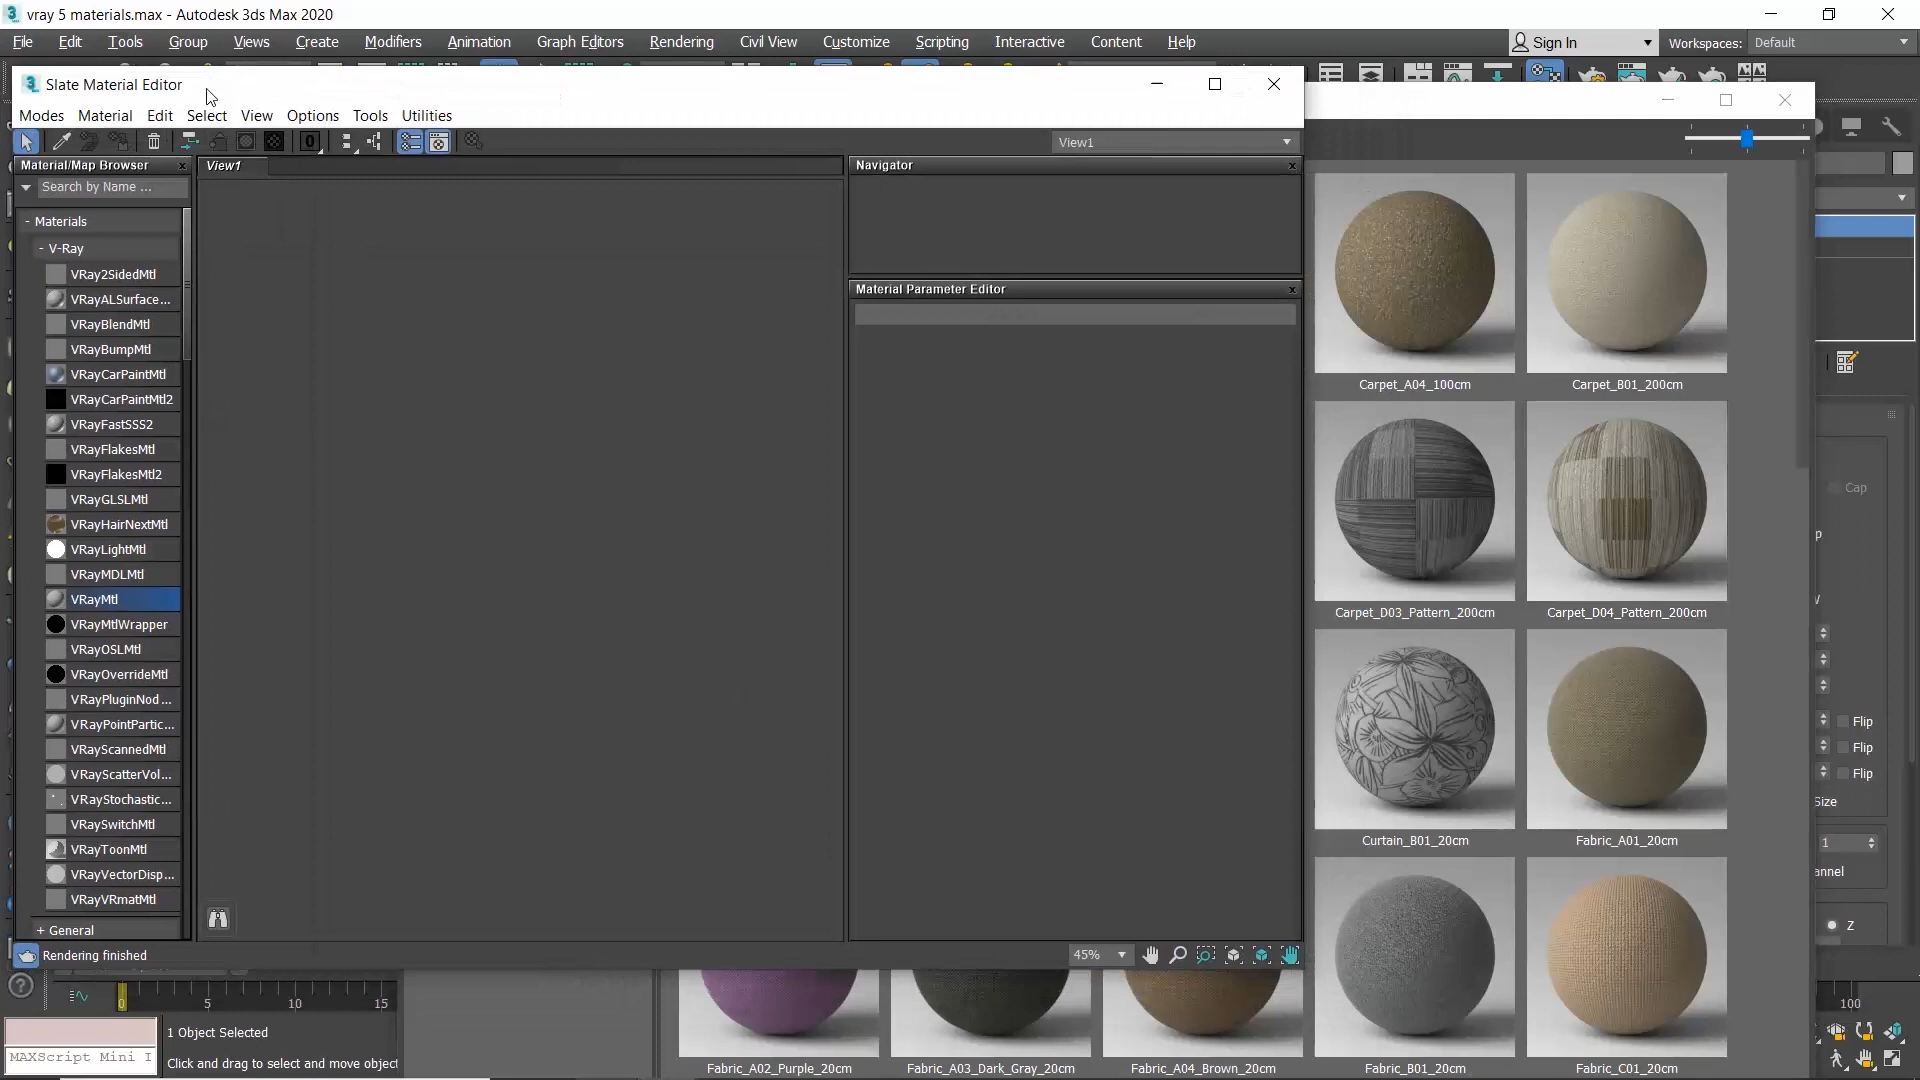 vray 5 materials.max - Autodesk 3ds Max 2020
File Edit Tools Group Views Create Modifiers Animation Graph Editors Rendering Civil View Customize Scripting Interactive Content Help
Sign In
Workspaces: Default
Slate Material Editor
Modes Material Edit Select View Options Tools Utilities
View1
Material/Map Browser
View1
Navigator
Search by Name ...
- Materials
- V-Ray
VRay2SidedMtl
VRayALSurface...
VRayBlendMtl
VRayBumpMtl
VRayCarPaintMtl
VRayCarPaintMtl2
VRayFastSSS2
VRayFlakesMtl
VRayFlakesMtl2
VRayGLSLMtl
VRayHairNextMtl
VRayLightMtl
VRayMDLMtl
VRayMtl
VRayMtlWrapper
VRayOSLMtl
VRayOverrideMtl
VRayPluginNod...
VRayPointPartic...
VRayScannedMtl
VRayScatterVol...
VRayStochastic...
VRaySwitchMtl
VRayToonMtl
VRayVectorDisp...
VRayVRmatMtl
+ General
Material Parameter Editor
Rendering finished
45%
Carpet_A04_100cm
Carpet_B01_200cm
Carpet_D03_Pattern_200cm
Carpet_D04_Pattern_200cm
Curtain_B01_20cm
Fabric_A01_20cm
Fabric_A02_Purple_20cm
Fabric_A03_Dark_Gray_20cm
Fabric_A04_Brown_20cm
Fabric_B01_20cm
Fabric_C01_20cm
Cap
Flip
Flip
Flip
Size
1
annel
Z
0 5 10 15
100
1 Object Selected
MAXScript Mini I
Click and drag to select and move object